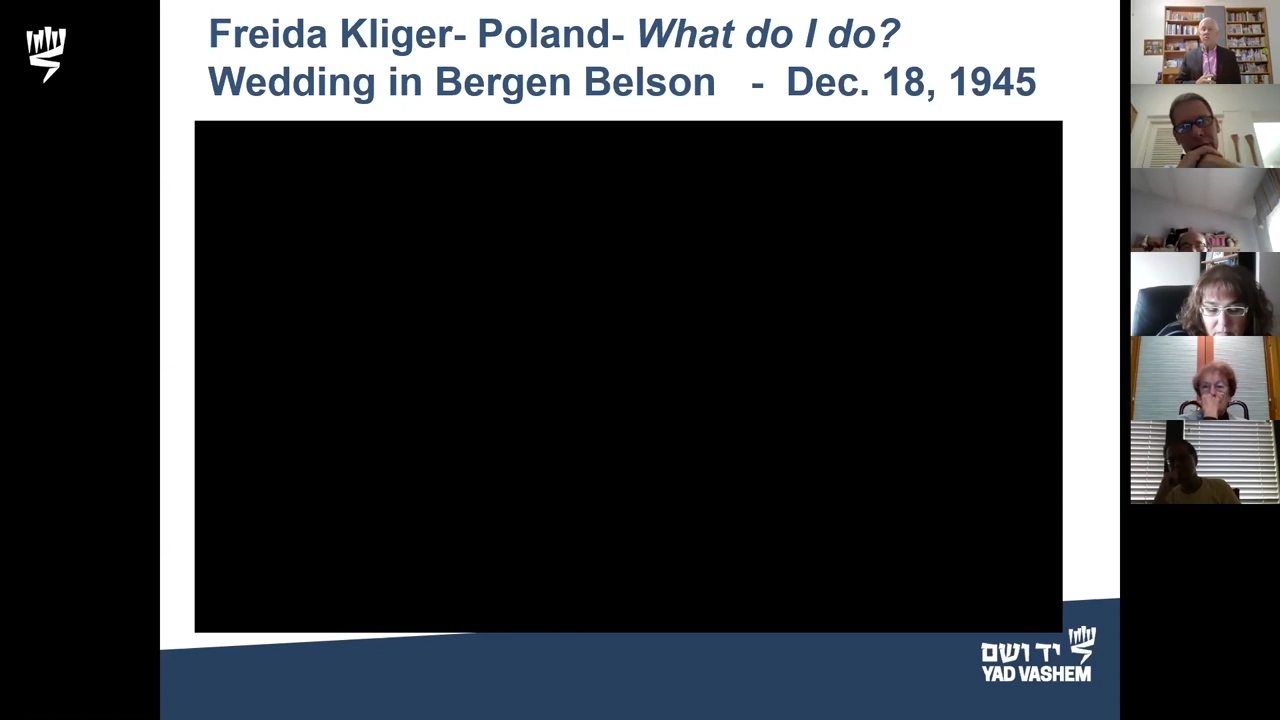 Freida Kliger- Poland- What do I do?
Wedding in Bergen Belson - Dec. 18, 1945
יד ושם
YAD VASHEM